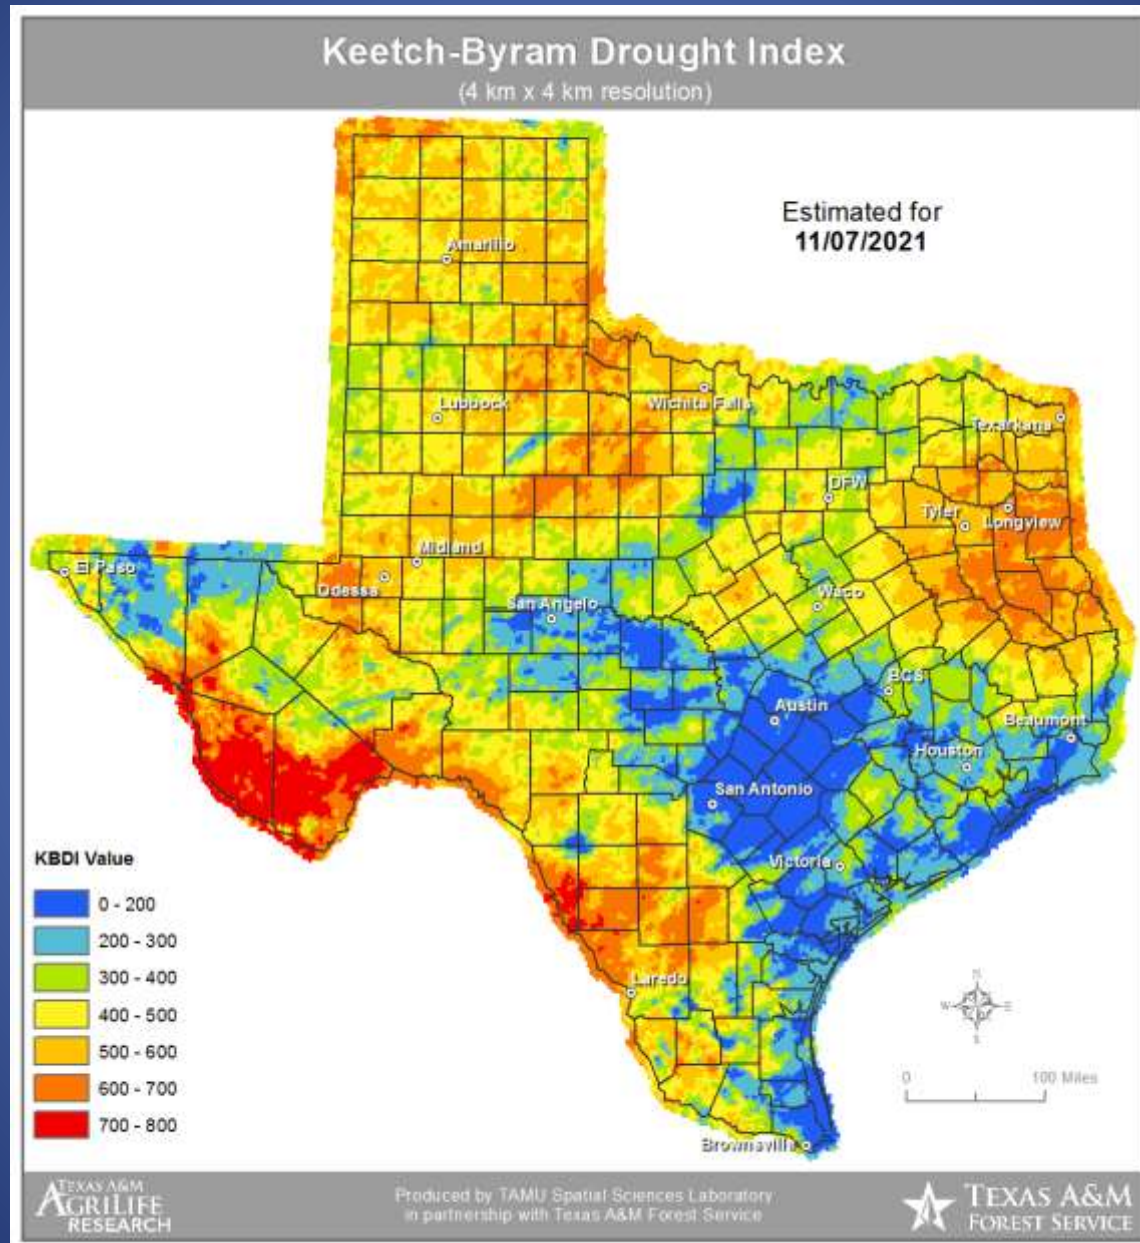 Keetch-Byram Drought Index
(4 km x 4 km resolution)
Estimated for
11/07/2021
Amarillo
Lubbock
Wichita Falls
Texarkana
DFW
Tyler
Longview
Midland
El Paso
Odessa
San Angelo
Waco
BCS
Austin
Beaumont
Houston
San Antonio
Victoria
Laredo
Brownsville
KBDI Value
0 - 200
200 - 300
300 - 400
400 - 500
500 - 600
600 - 700
700 - 800
N
W
E
S
0 100 Miles
TEXAS A&M
AGRILIFE
RESEARCH
Produced by TAMU Spatial Sciences Laboratory
in partnership with Texas A&M Forest Service
TEXAS A&M
FOREST SERVICE